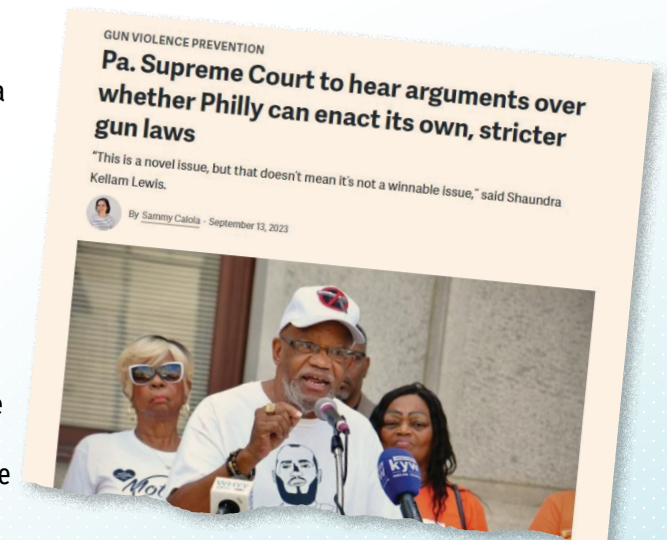 a
GUN VIOLENCE PREVENTION
Pa. Supreme Court to hear arguments over
whether Philly can enact its own, stricter
gun laws
"This is a novel issue, but that doesn't mean it's not a winnable issue," said Shaundra
Kellam Lewis.
By Sammy Caiola - September 13, 2023
e
e
Mot
WHYY
kyw